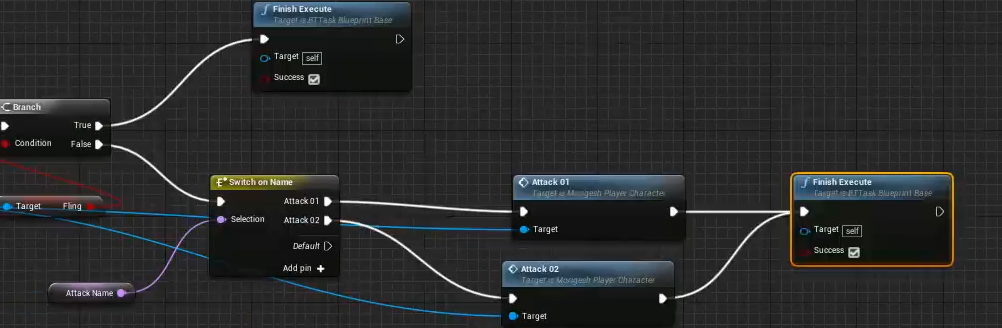 Finish Execute
Target is BTTask Blueprint Base
Target self
Success
Branch
True
Condition False
Target Fling
Switch on Name
Attack 01
Selection Attack 02
Default
Add pin +
Attack Name
Attack 01
Target is Mongesh Player Character
Target
Attack 02
Target is Mongesh Player Character
Target
Finish Execute
Target is BTTask Blueprint Base
Target self
Success